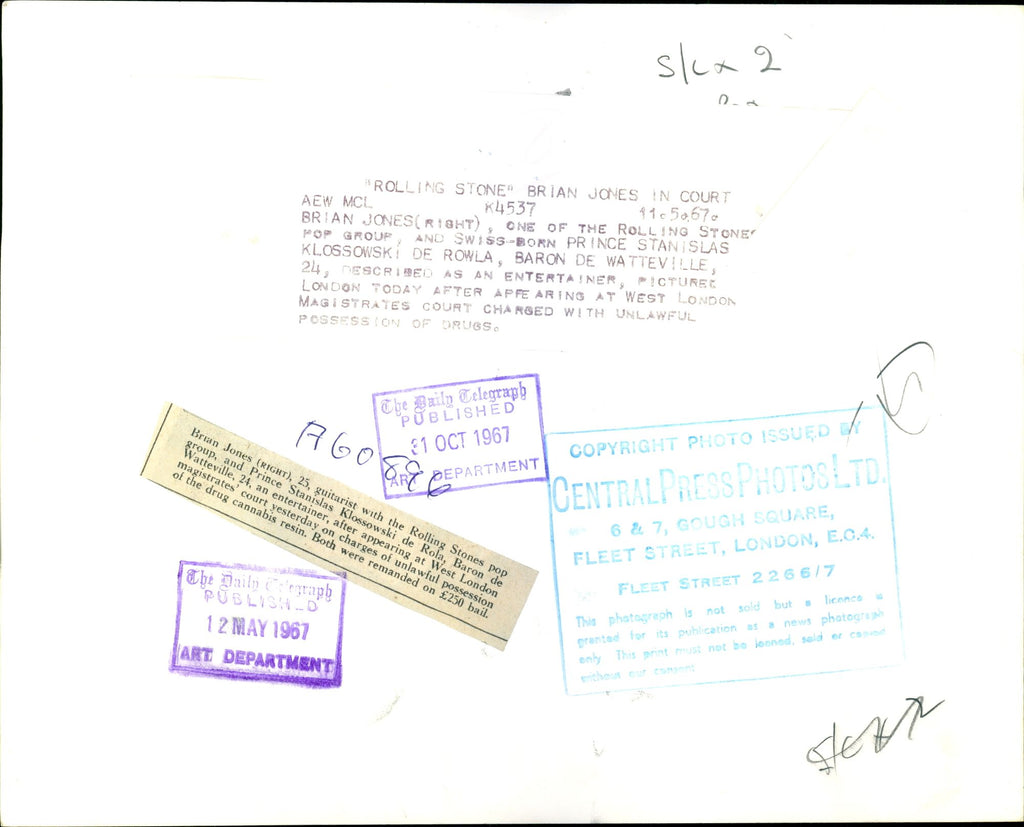 S/Lx 2
"ROLLING STONE" BRIAN JONES IN COURT
AEW MCL K4537 11.5.67.
BRIAN JONES(RIGHT), ONE OF THE ROLLING STONES
POP GROUP, AND SWISS-BORN PRINCE STANISLAS
KLOSSOWSKI DE ROWLA, BARON DE WATTEVILLE,
24, DESCRIBED AS AN ENTERTAINER, PICTURED
LONDON TODAY AFTER APPEARING AT WEST LONDON
MAGISTRATES COURT CHARGED WITH UNLAWFUL
POSSESSION OF DRUGS.
The Daily Telegraph
PUBLISHED
31 OCT 1967
ART DEPARTMENT
AG0896
Brian Jones (RIGHT), 25, guitarist with the Rolling Stones pop
group, and Prince Stanislas Klossowski de Rola, Baron de
Watteville, 24, an entertainer, after appearing at West London
magistrates' court yesterday on charges of unlawful possession
of the drug cannabis resin. Both were remanded on £250 bail.
The Daily Telegraph
PUBLISHED
12 MAY 1967
ART DEPARTMENT
COPYRIGHT PHOTO ISSUED BY
CENTRAL PRESS PHOTOS LTD.
6 & 7, GOUGH SQUARE,
FLEET STREET, LONDON, E.C.4.
FLEET STREET 2266/7
This photograph is not sold but a licence is
granted for its publication as a news photograph
only. This print must not be loaned, sold or copied
without our consent
5